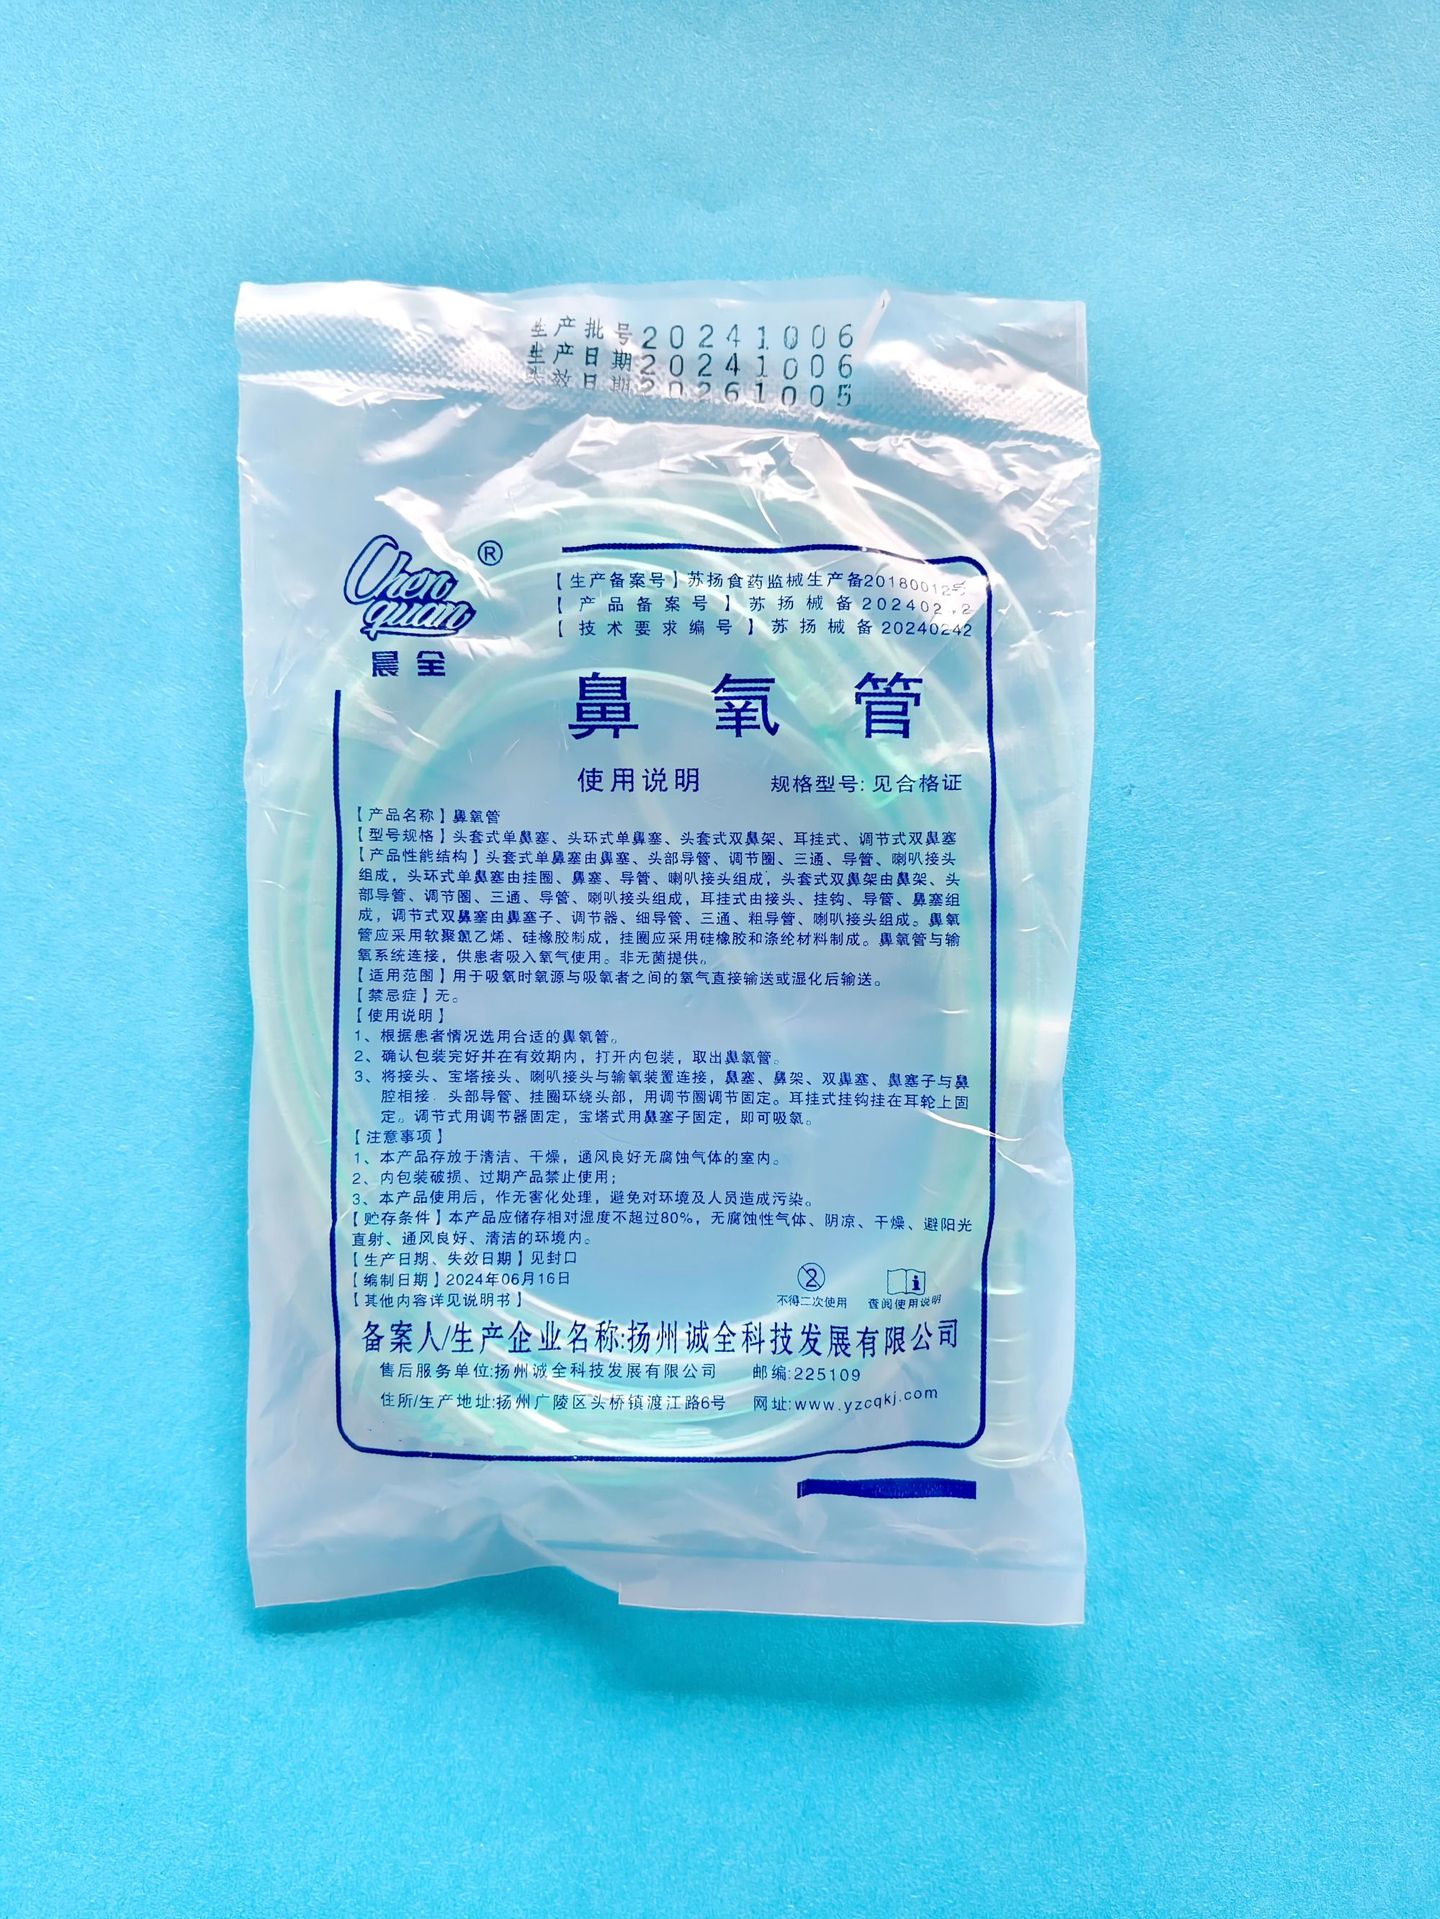 生产批号20241006
生产日期20241006
失效日期20261005
Chen ®
quan
晨全
【生产备案号】苏扬食药监械生产备20180012号
【产品备案号】苏扬械备
【技术要求编号】苏扬械备20240242
鼻氧管
使用说明 规格型号:见合格证
【产品名称】鼻氧管
【型号规格】头套式单鼻塞、头环式单鼻塞、头套式双鼻架、耳挂式、调节式双鼻塞
【产品性能结构】头套式单鼻塞由鼻塞、头部导管、调节圈、三通、导管、喇叭接头
组成，头环式单鼻塞由挂圈、鼻塞、导管、喇叭接头组成，头套式双鼻架由鼻架、头
部导管、调节圈、三通、导管、喇叭接头组成，耳挂式由接头、挂钩、导管、鼻塞组
成，调节式双鼻塞由鼻塞子、调节器、细导管、三通、粗导管、喇叭接头组成。鼻氧
管应采用软聚氯乙烯、硅橡胶制成，挂圈应采用硅橡胶和涤纶材料制成。鼻氧管与输
氧系统连接，供患者吸入氧气使用。非无菌提供。
【适用范围】用于吸氧时氧源与吸氧者之间的氧气直接输送或湿化后输送。
【禁忌症】无。
【使用说明】
1、根据患者情况选用合适的鼻氧管。
2、确认包装完好并在有效期内，打开内包装，取出鼻氧管。
3、将接头、宝塔接头、喇叭接头与输氧装置连接，鼻塞、鼻架、双鼻塞、鼻塞子与鼻
腔相接．头部导管、挂圈环绕头部，用调节圈调节固定。耳挂式挂钩挂在耳轮上固
定。调节式用调节器固定，宝塔式用鼻塞子固定，即可吸氧。
【注意事项】
1、本产品存放于清洁、干燥，通风良好无腐蚀气体的室内。
2、内包装破损、过期产品禁止使用；
3、本产品使用后，作无害化处理，避免对环境及人员造成污染。
【贮存条件】本产品应储存相对湿度不超过80%，无腐蚀性气体、阴凉、干燥、避阳光
直射、通风良好、清洁的环境内。
【生产日期、失效日期】见封口
【编制日期】2024年06月16日
【其他内容详见说明书】
2
不得二次使用 查阅使用说明
备案人/生产企业名称:扬州诚全科技发展有限公司
售后服务单位:扬州诚全科技发展有限公司 邮编:225109
住所/生产地址:扬州广陵区头桥镇渡江路6号 网址:www.yzcqkj.com